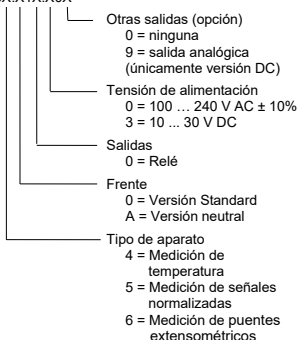 Otras salidas (opción)
0 = ninguna
9 = salida analógica
(únicamente versión DC)
Tensión de alimentación
0 = 100 … 240 V AC ± 10%
3 = 10 ... 30 V DC
Salidas
0 = Relé
Frente
0 = Versión Standard
A = Versión neutral
Tipo de aparato
4 = Medición de
temperatura
5 = Medición de señales
normalizadas
6 = Medición de puentes
extensométricos